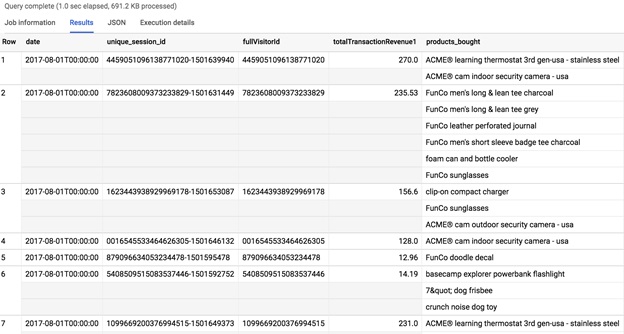 Query complete (1.0 sec elapsed, 691.2 KB processed)
Job information Results JSON Execution details
Row date unique_session_id fullVisitorId totalTransactionRevenue1 products_bought
1 2017-08-01T00:00:00 4459051096138771020-1501639940 4459051096138771020 270.0 ACME® learning thermostat 3rd gen-usa - stainless steel
ACME® cam indoor security camera - usa
2 2017-08-01T00:00:00 7823608009373233829-1501631449 7823608009373233829 235.53 FunCo men's long & lean tee charcoal
FunCo men's long & lean tee grey
FunCo leather perforated journal
FunCo men's short sleeve badge tee charcoal
foam can and bottle cooler
FunCo sunglasses
3 2017-08-01T00:00:00 1623443938929969178-1501653087 1623443938929969178 156.6 clip-on compact charger
FunCo sunglasses
ACME® cam outdoor security camera - usa
4 2017-08-01T00:00:00 0016545533464626305-1501646132 0016545533464626305 128.0 ACME® cam indoor security camera - usa
5 2017-08-01T00:00:00 879096634053234478-1501595478 879096634053234478 12.96 FunCo doodle decal
6 2017-08-01T00:00:00 5408509515083537446-1501592752 5408509515083537446 14.19 basecamp explorer powerbank flashlight
7&quot; dog frisbee
crunch noise dog toy
7 2017-08-01T00:00:00 1099669200376994515-1501649373 1099669200376994515 231.0 ACME® learning thermostat 3rd gen-usa - stainless steel